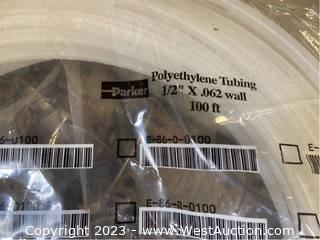 Parker
Polyethylene Tubing
1/2" X .062 wall
100 ft
E-86-0-0100
E-86-R-0100
Copyright 2023 - www.WestAuction.com